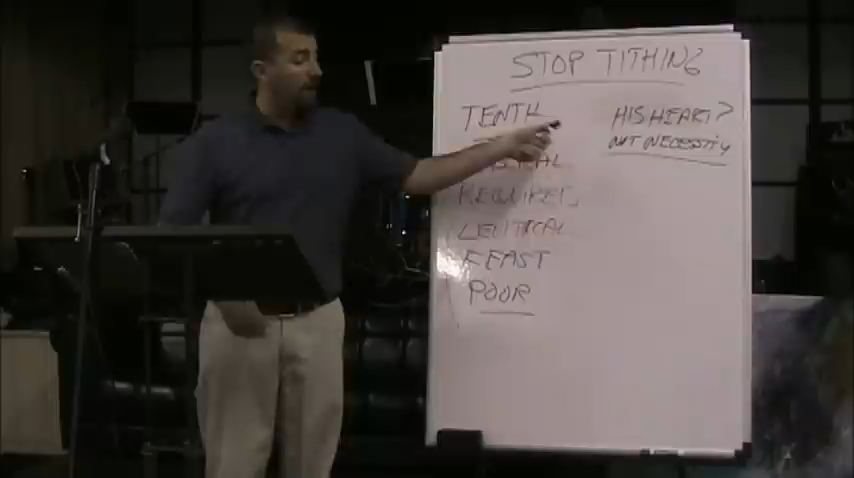 STOP TITHING
TENTH
REQUIRED
LEVITICAL
FEAST
POOR
HIS HEART?
NOT NECESSITY